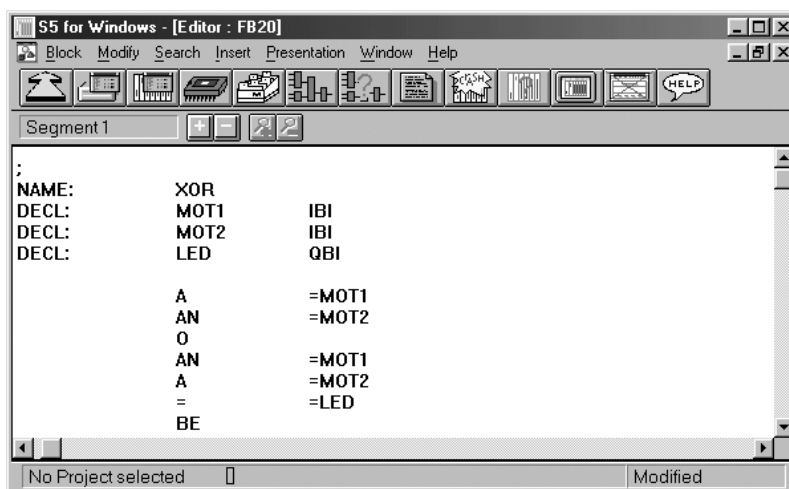 S5 for Windows - [Editor : FB20]
Block Modify Search Insert Presentation Window Help
HELP
Segment 1
;
NAME: XOR
DECL: MOT1 IBI
DECL: MOT2 IBI
DECL: LED QBI
A =MOT1
AN =MOT2
O
AN =MOT1
A =MOT2
= =LED
BE
No Project selected [] Modified